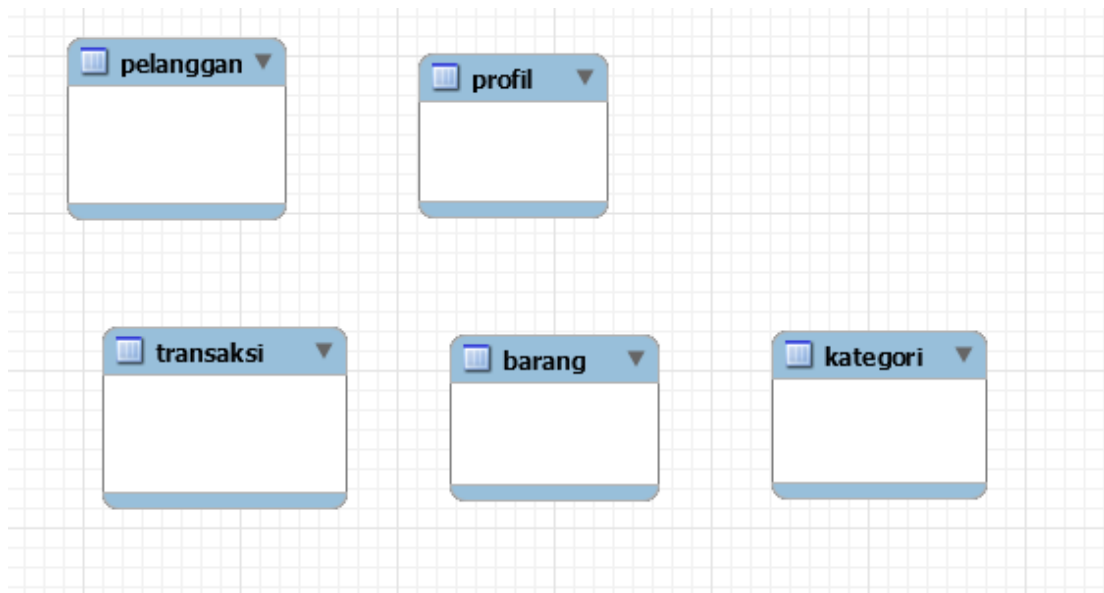 pelanggan
profil
transaksi
barang
kategori